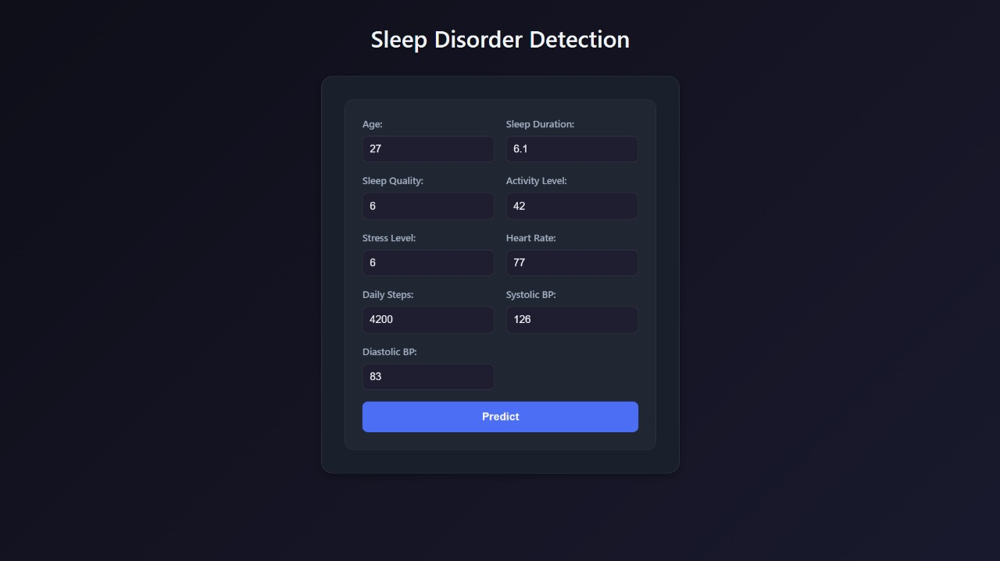 Sleep Disorder Detection
Age: Sleep Duration:
27 6.1
Sleep Quality: Activity Level:
6 42
Stress Level: Heart Rate:
6 77
Daily Steps: Systolic BP:
4200 126
Diastolic BP:
83
Predict